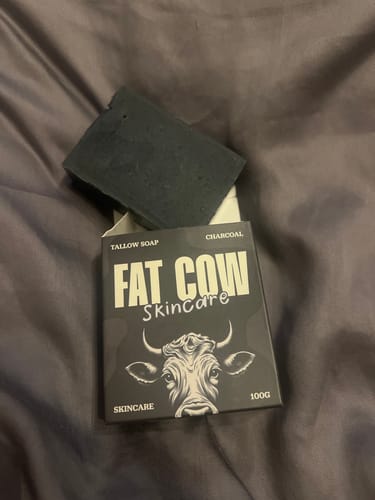 TALLOW SOAP CHARCOAL
FAT COW
Skincare
SKINCARE 100G